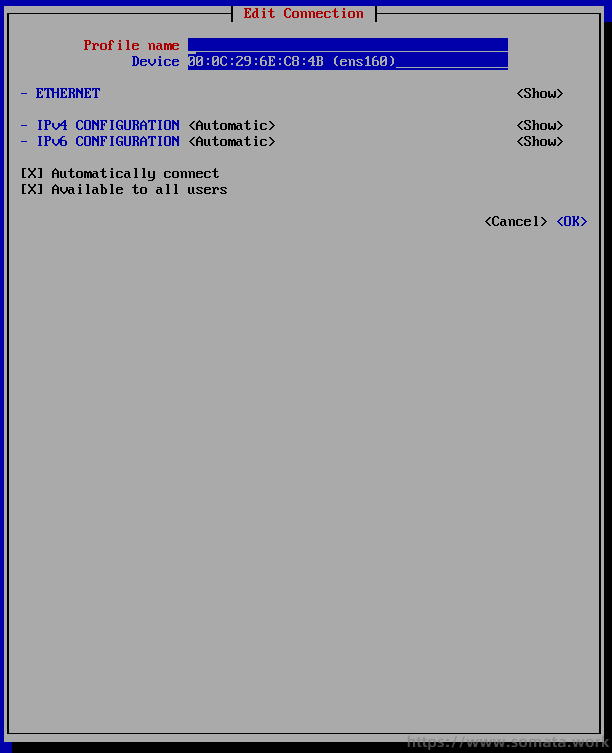 Edit Connection
Profile name
Device 00:0C:29:6E:C8:4B (ens160)
- ETHERNET <Show>
- IPv4 CONFIGURATION <Automatic> <Show>
- IPv6 CONFIGURATION <Automatic> <Show>
[X] Automatically connect
[X] Available to all users
<Cancel> <OK>
https://www.somata.work